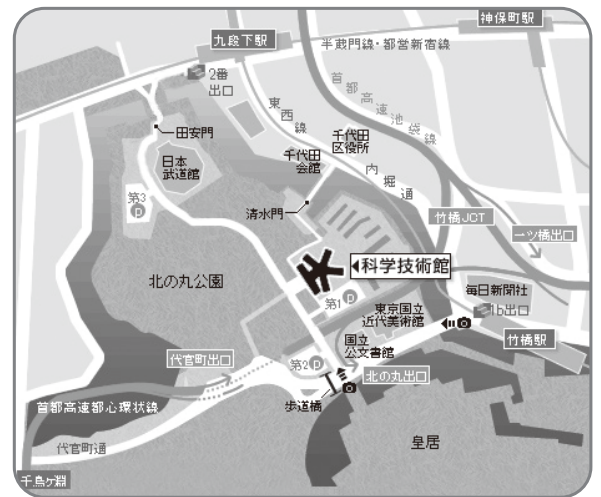 神保町駅
九段下駅
半蔵門線・都営新宿線
2番
出口
首都高速池袋線
東西線
田安門
千代田
区役所
千代田
会館
日本
武道館
内堀通
第3
P
清水門
竹橋JCT
一ツ橋出口
◀科学技術館
北の丸公園
第1 P
毎日新聞社
1b出口
東京国立
近代美術館
国立
公文書館
竹橋駅
代官町出口
第2 P
北の丸出口
首都高速都心環状線
歩道橋
代官町通
皇居
千鳥ヶ淵